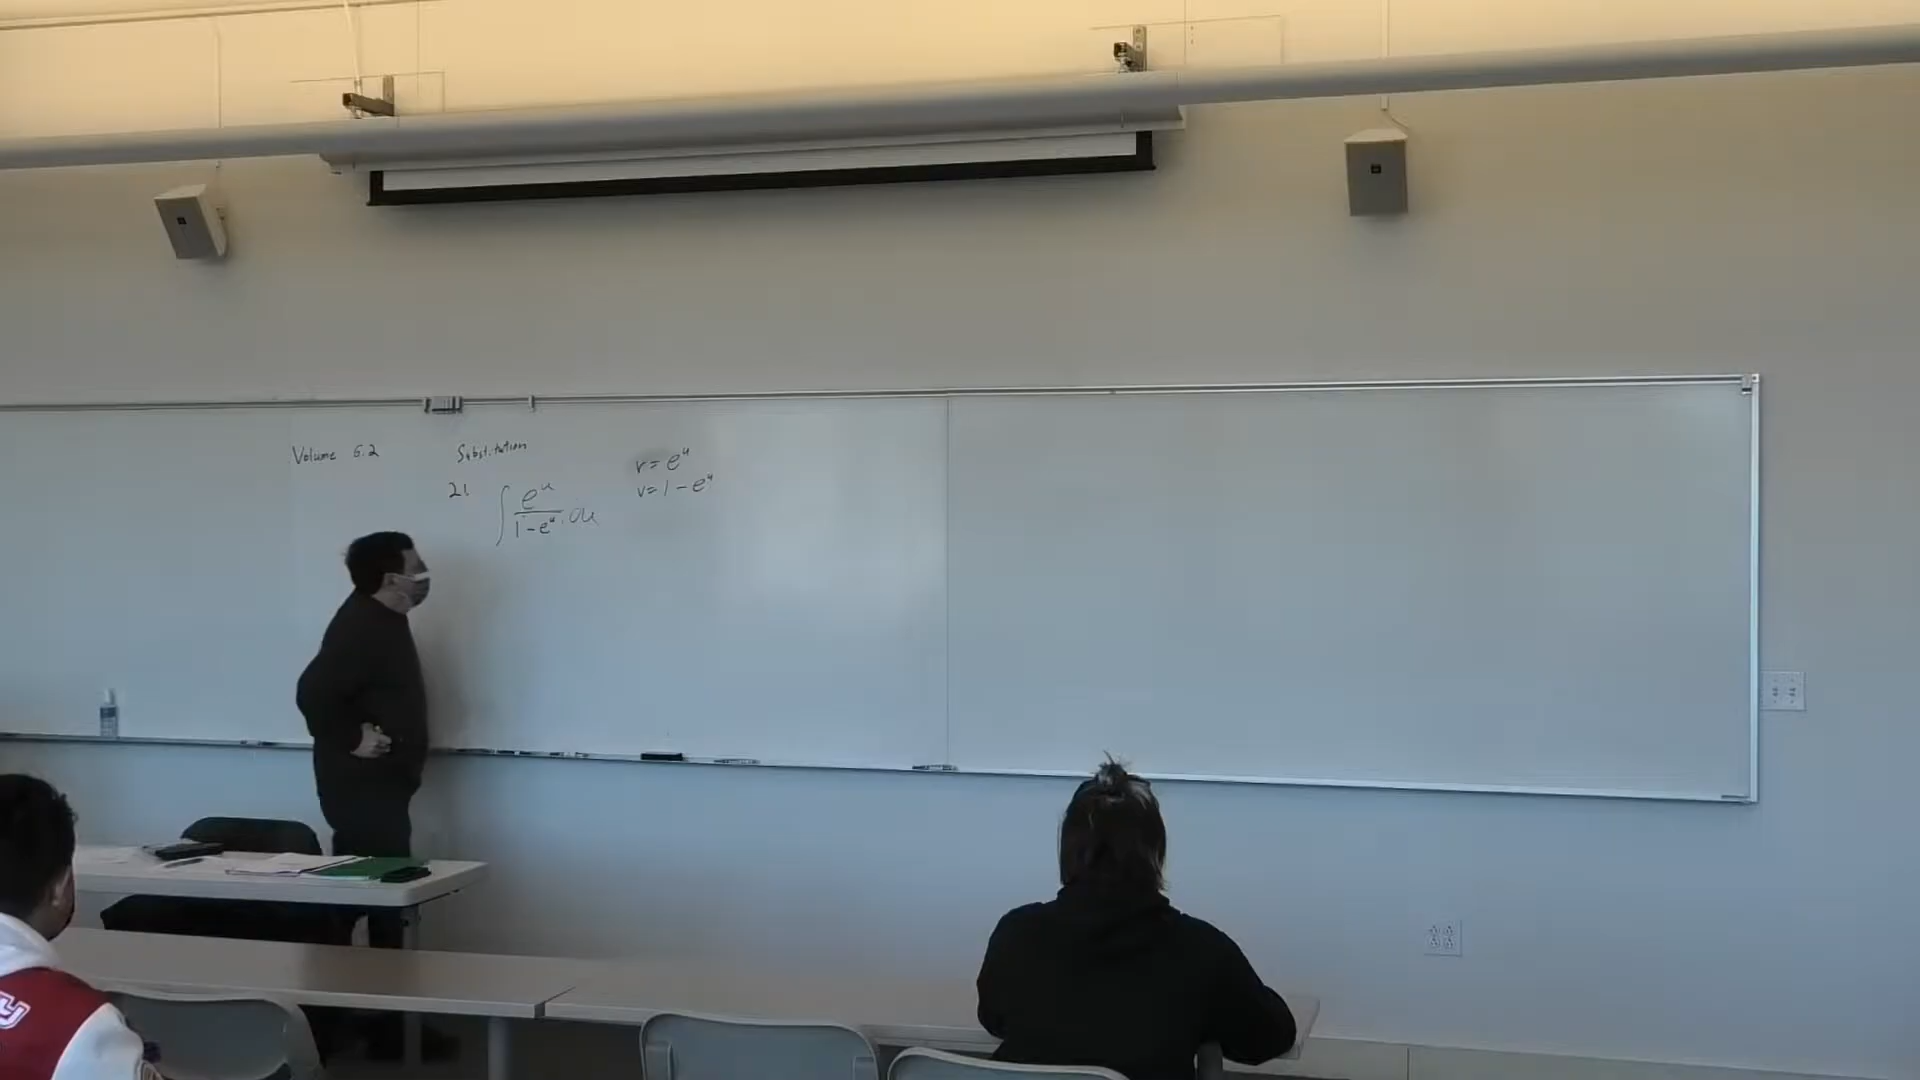 Volume 6.2
Substitution
21 ∫ e^u / (1 - e^u) · du
r = e^u
v = 1 - e^u